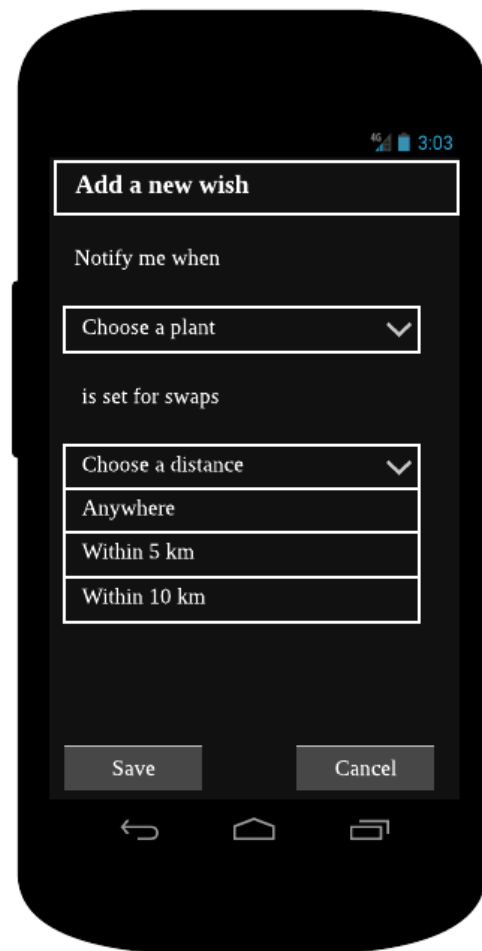 4G 3:03
Add a new wish
Notify me when
Choose a plant
is set for swaps
Choose a distance
Anywhere
Within 5 km
Within 10 km
Save Cancel